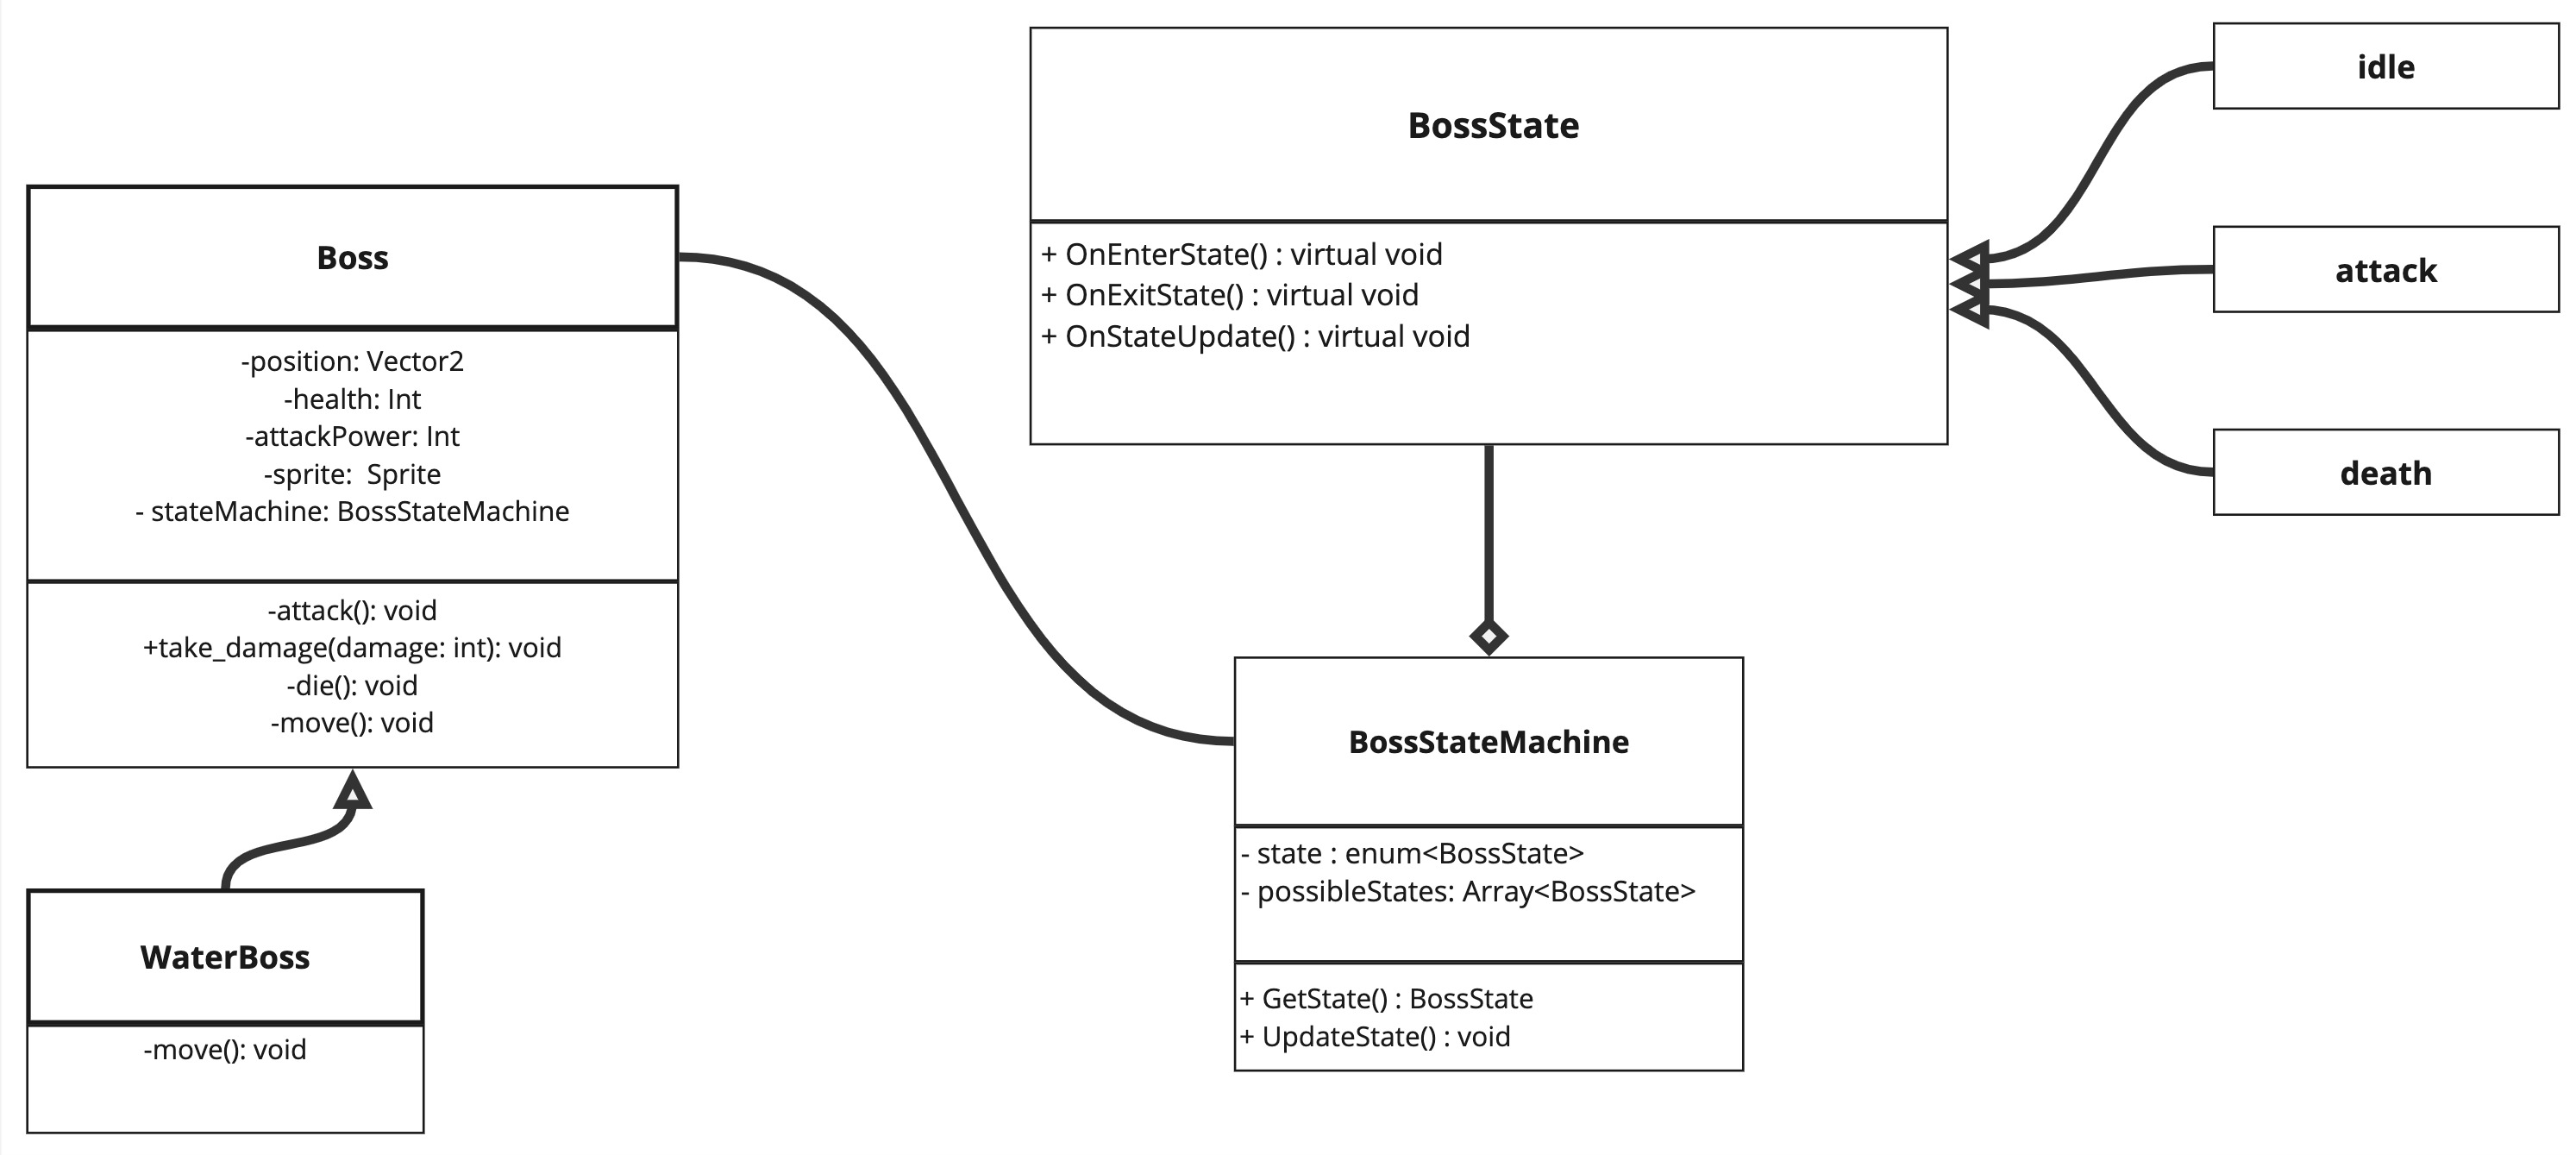 Boss
-position: Vector2
-health: Int
-attackPower: Int
-sprite:  Sprite
- stateMachine: BossStateMachine
-attack(): void
+take_damage(damage: int): void
-die(): void
-move(): void
WaterBoss
-move(): void
BossState
+ OnEnterState() : virtual void
+ OnExitState() : virtual void
+ OnStateUpdate() : virtual void
BossStateMachine
- state : enum<BossState>
- possibleStates: Array<BossState>
+ GetState() : BossState
+ UpdateState() : void
idle
attack
death